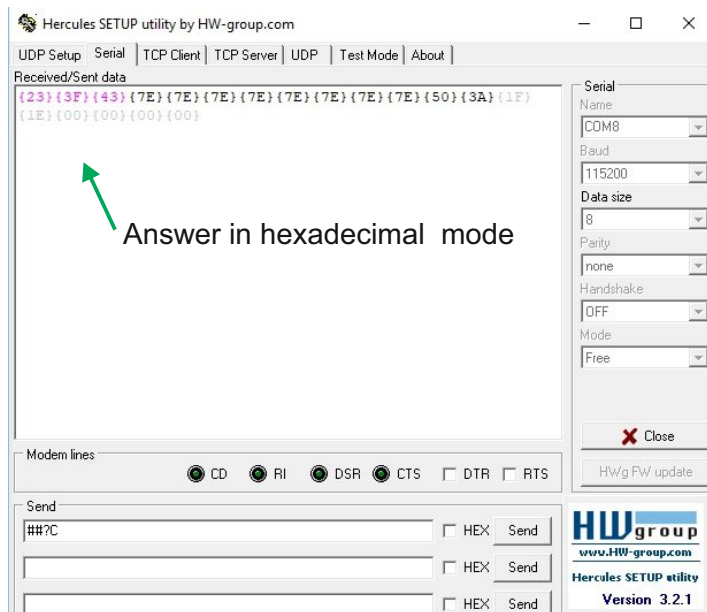 Hercules SETUP utility by HW-group.com
UDP Setup Serial TCP Client TCP Server UDP Test Mode About
Received/Sent data
{23}{3F}{43}{7E}{7E}{7E}{7E}{7E}{7E}{7E}{7E}{50}{3A}{1F}
{1E}{00}{00}{00}{00}
Answer in hexadecimal mode
Serial
Name
COM8
Baud
115200
Data size
8
Parity
none
Handshake
OFF
Mode
Free
Close
HWg FW update
Modem lines
CD RI DSR CTS DTR RTS
Send
##?C HEX Send
HEX Send
HEX Send
HW group
www.HW-group.com
Hercules SETUP utility
Version 3.2.1